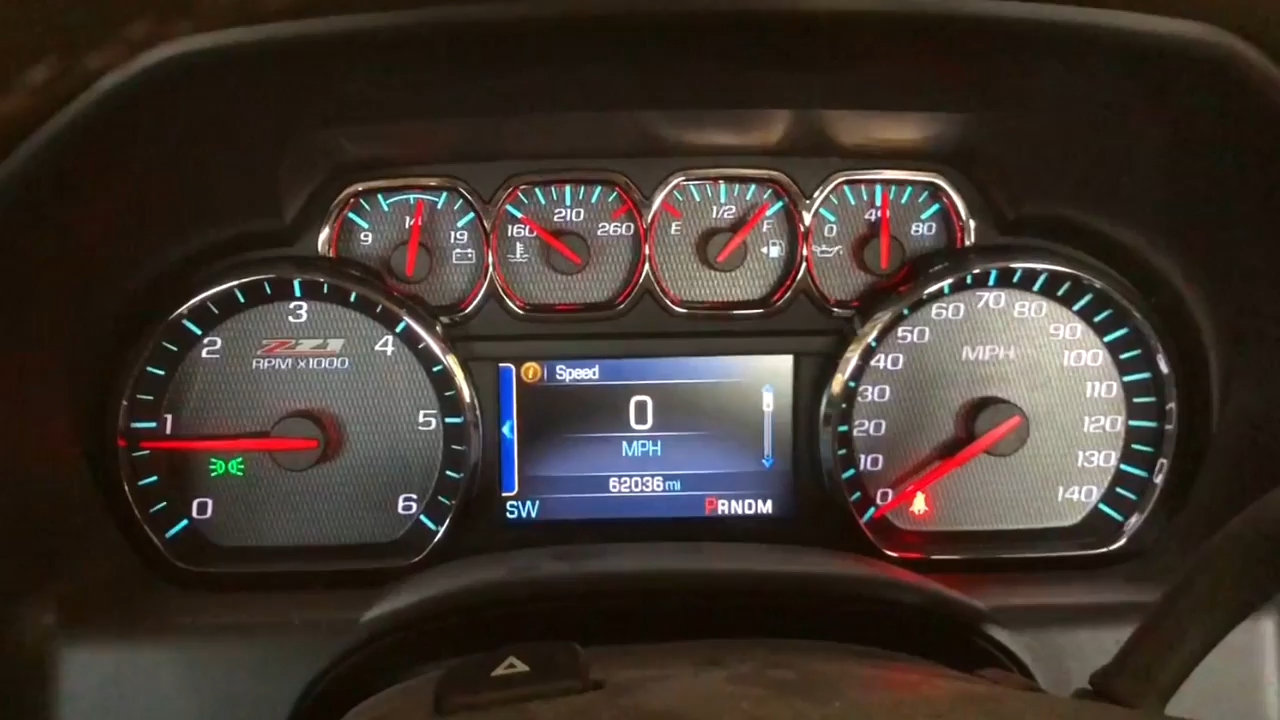 9 14 19
160 210 260
E 1/2 F
0 40 80
0 1 2 3 4 5 6
Z71
RPM x1000
Speed
0
MPH
62036 mi
SW PRNDM
0 10 20 30 40 50 60 70 80 90 100 110 120 130 140
MPH